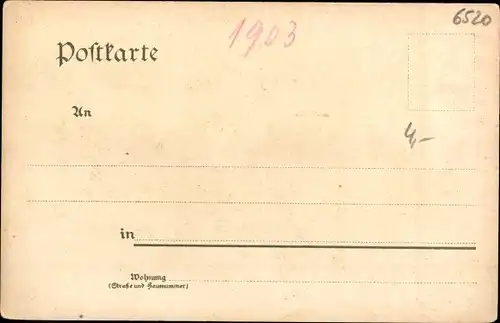 6520
1903
Postkarte
An
4,-
in
Wohnung
(Straße und Hausnummer)